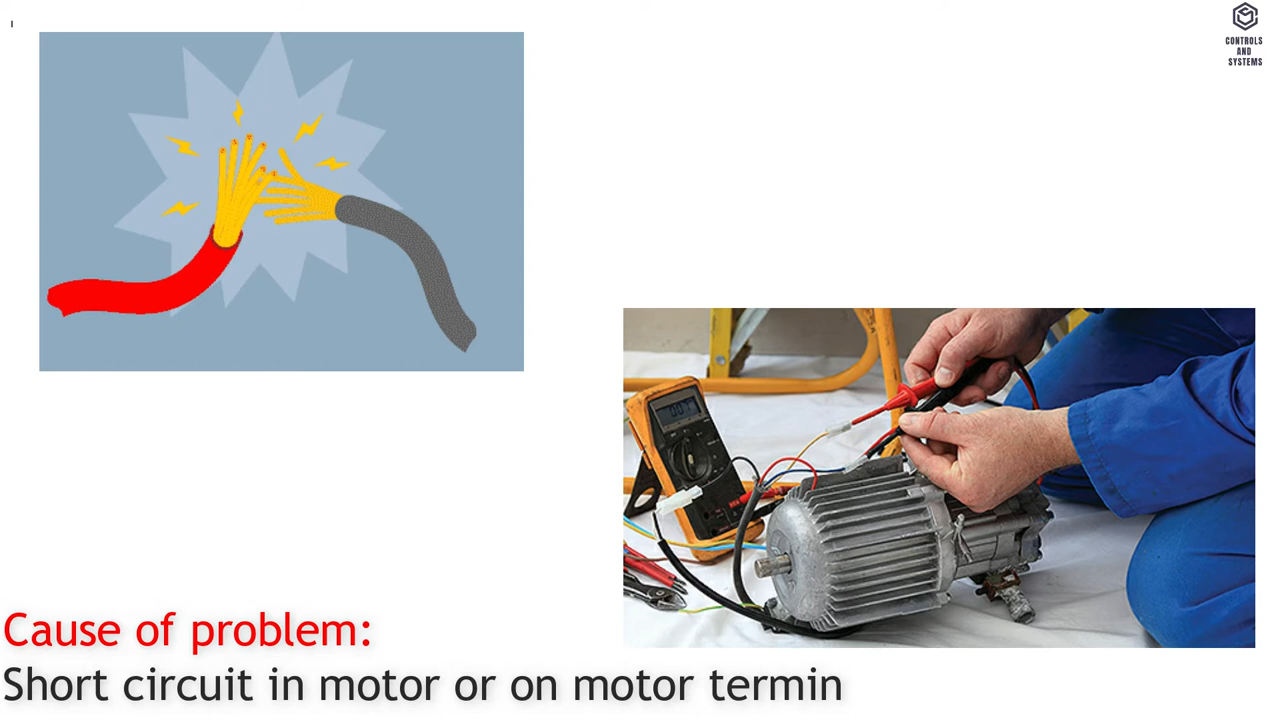 CONTROLS
AND
SYSTEMS
Cause of problem:
Short circuit in motor or on motor termin